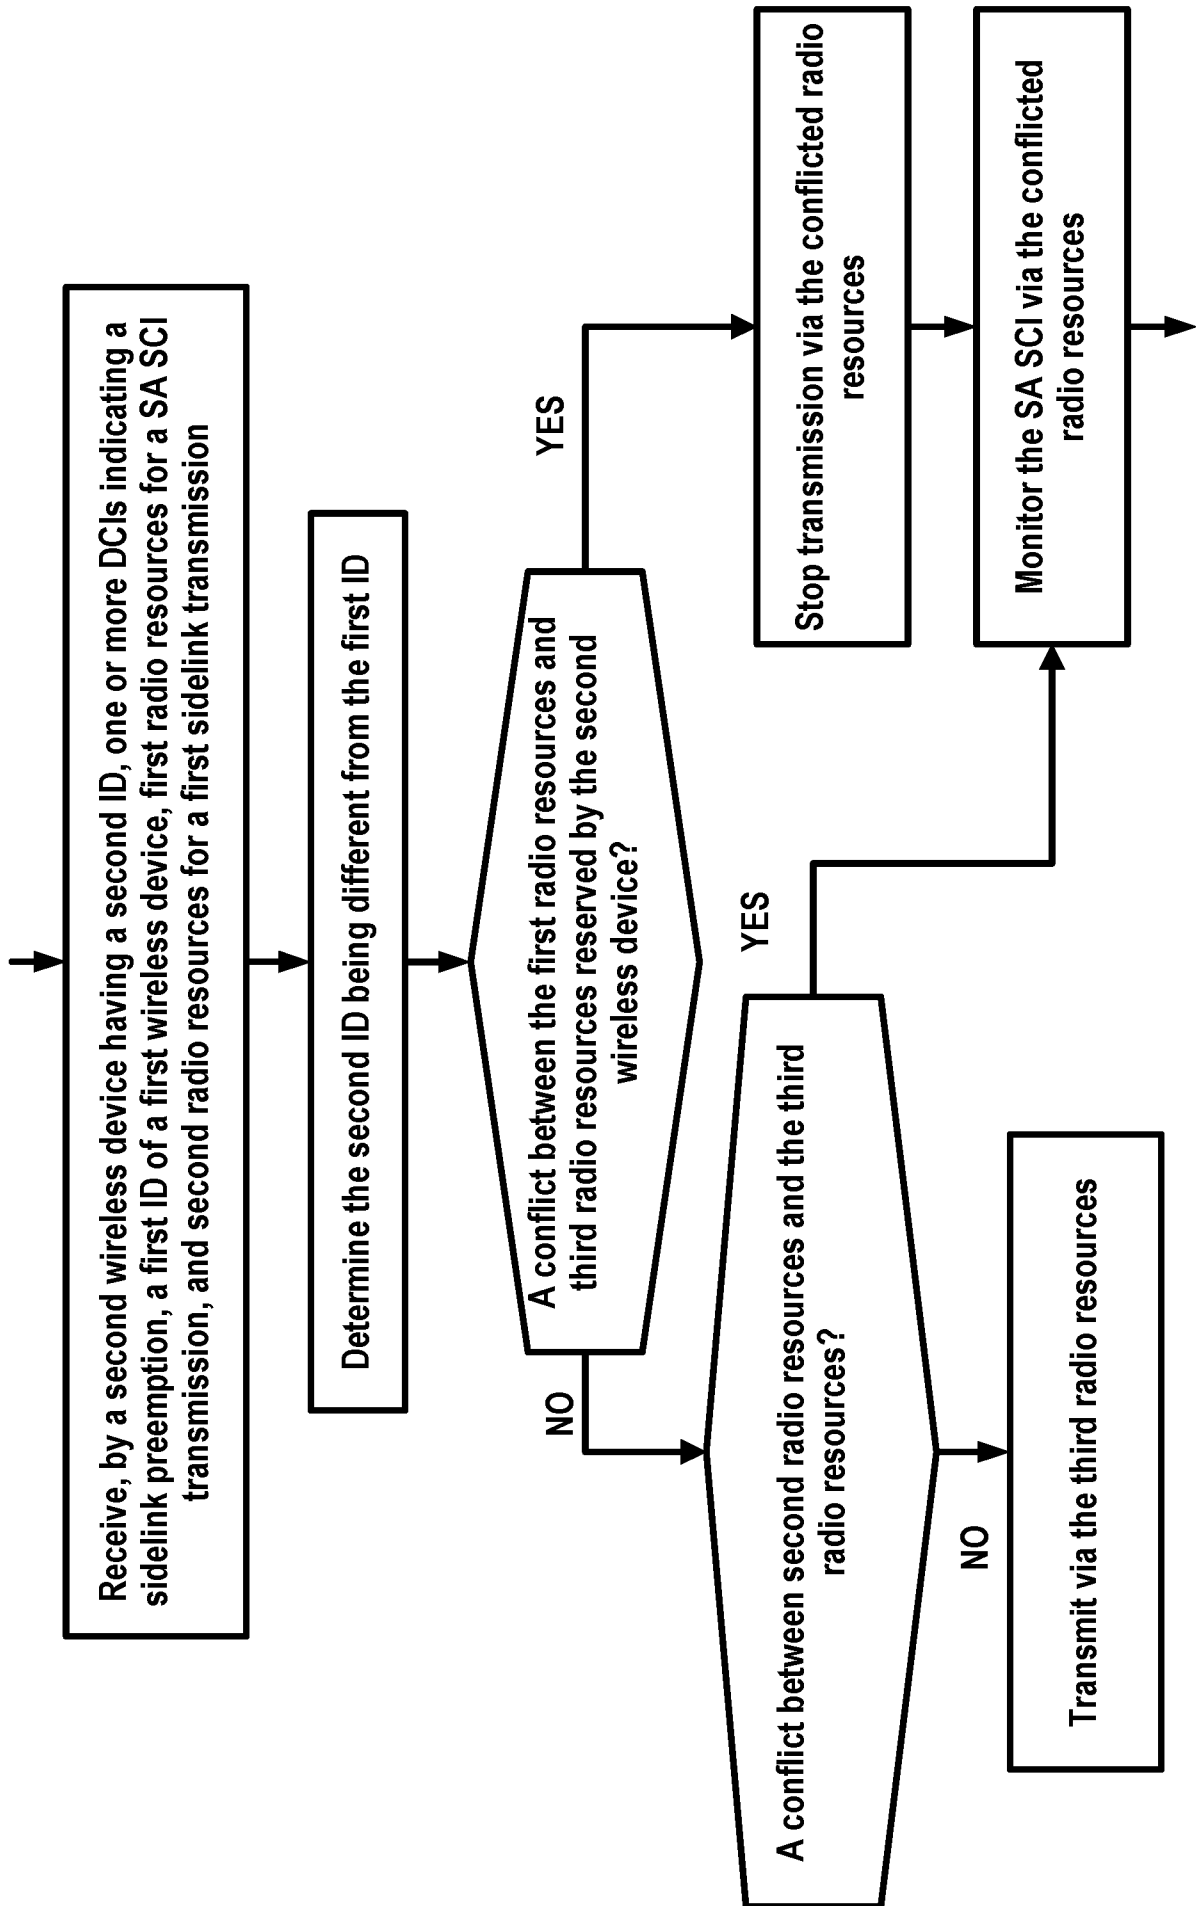 Receive, by a second wireless device having a second ID, one or more DCIs indicating a
sidelink preemption, a first ID of a first wireless device, first radio resources for a SA SCI
transmission, and second radio resources for a first sidelink transmission
Determine the second ID being different from the first ID
A conflict between the first radio resources and
third radio resources reserved by the second
wireless device?
NO
YES
A conflict between second radio resources and the third
radio resources?
YES
NO
Stop transmission via the conflicted radio
resources
Monitor the SA SCI via the conflicted
radio resources
Transmit via the third radio resources